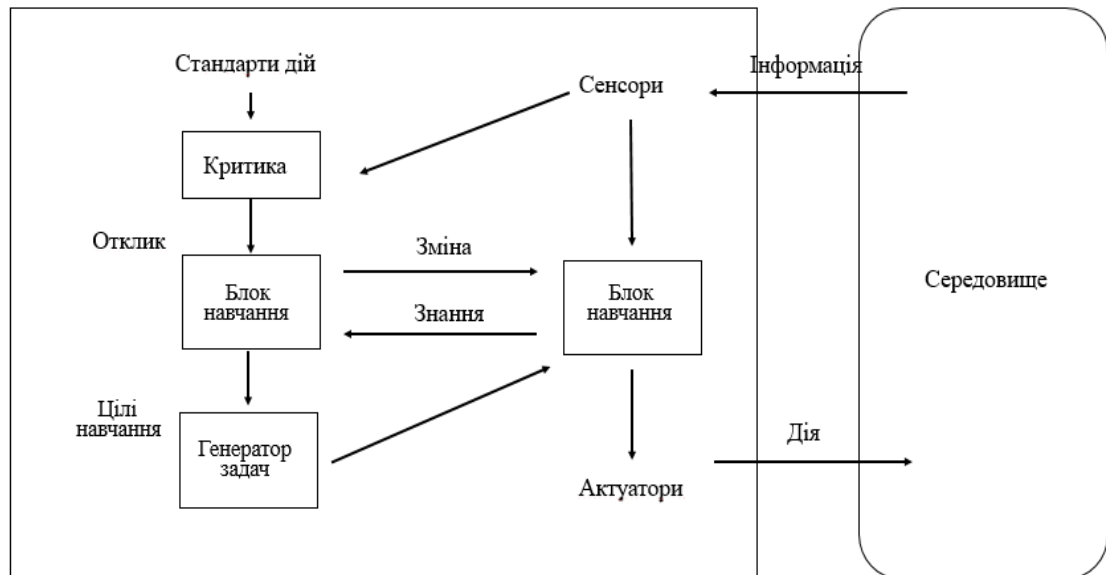 Стандарти дій
Інформація
Сенсори
Критика
Отклик
Зміна
Блок
навчання
Знання
Блок
навчання
Середовище
Цілі
навчання
Генератор
задач
Дія
Актуатори